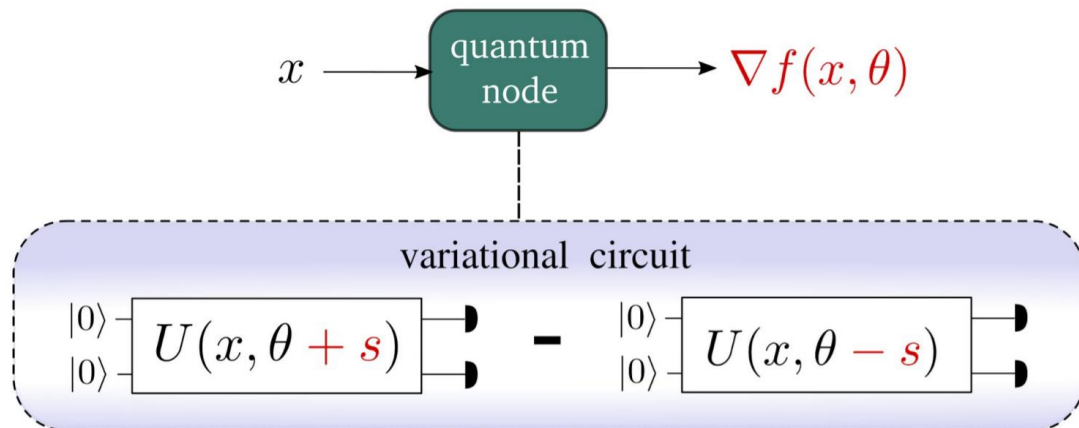 x
quantum
node
∇f(x, θ)
variational circuit
|0⟩ U(x, θ + s) - |0⟩ U(x, θ − s)
|0⟩ |0⟩